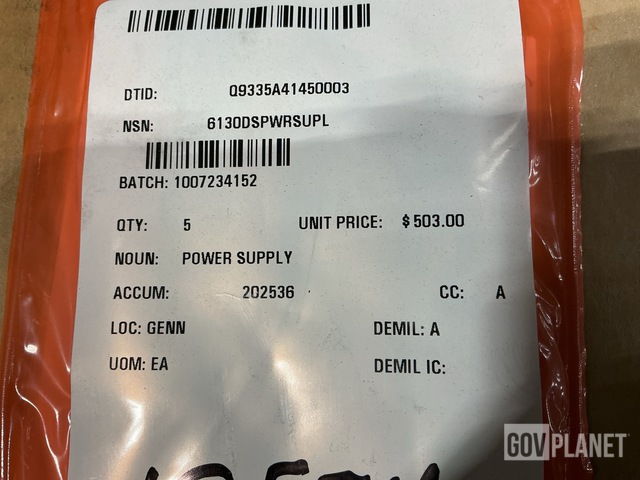 DTID: Q9335A41450003
NSN: 6130DSPWRSUPL
BATCH: 1007234152
QTY: 5 UNIT PRICE: $503.00
NOUN: POWER SUPPLY
ACCUM: 202536 CC: A
LOC: GENN DEMIL: A
UOM: EA DEMIL IC:
GOVPLANET